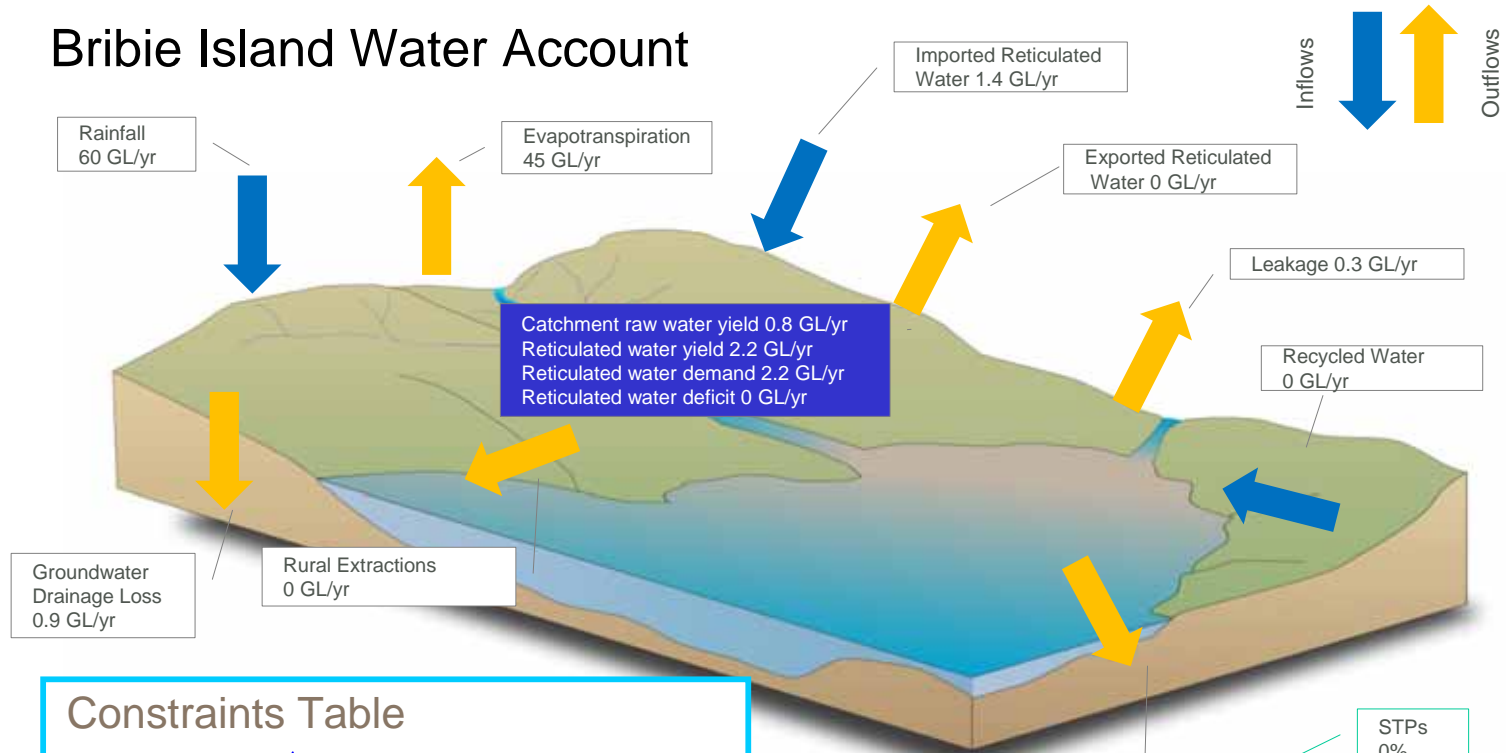 Bribie Island Water Account
Inflows
Outflows
Imported Reticulated
Water 1.4 GL/yr
Rainfall
60 GL/yr
Evapotranspiration
45 GL/yr
Exported Reticulated
Water 0 GL/yr
Leakage 0.3 GL/yr
Catchment raw water yield 0.8 GL/yr
Reticulated water yield 2.2 GL/yr
Reticulated water demand 2.2 GL/yr
Reticulated water deficit 0 GL/yr
Recycled Water
0 GL/yr
Groundwater
Drainage Loss
0.9 GL/yr
Rural Extractions
0 GL/yr
Constraints Table
STPs
0%